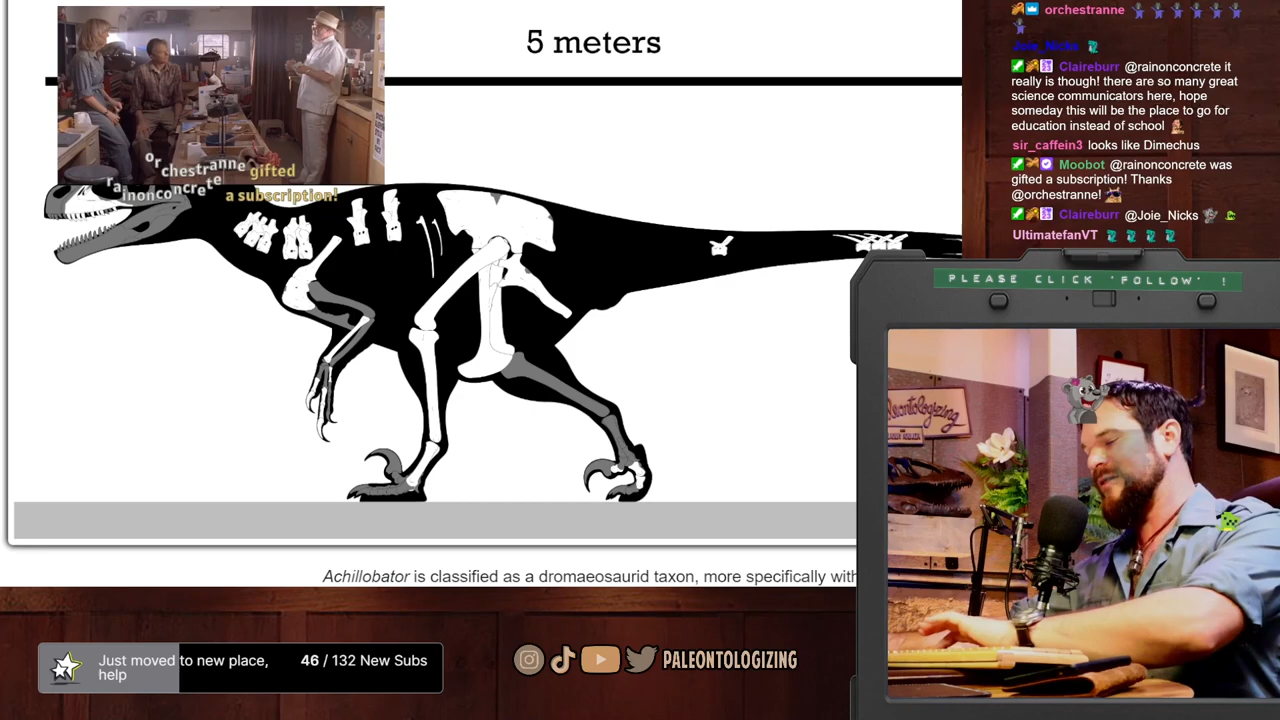 5 meters
orchestranne gifted
rainonconcrete a subscription!
orchestranne
Joie_Nicks
Claireburr @rainonconcrete it
really is though! there are so many great
science communicators here, hope
someday this will be the place to go for
education instead of school
sir_caffein3 looks like Dimechus
Moobot @rainonconcrete was
gifted a subscription! Thanks
@orchestranne!
Claireburr @Joie_Nicks
UltimatefanVT
PLEASE CLICK 'FOLLOW' !
Paleontologizing
Achillobator is classified as a dromaeosaurid taxon, more specifically with
Just moved to new place,
help
46 / 132 New Subs
PALEONTOLOGIZING